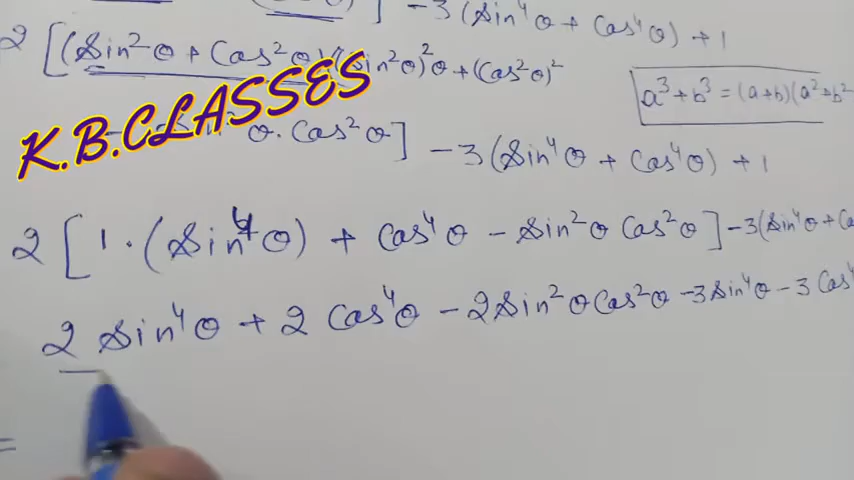 ] -3(Sin⁴θ + Cos⁴θ) +1
2[(Sin²θ + Cos²θ)(Sin²θ)²θ + (Cos²θ)²
a³+b³ = (a+b)(a²+b²
K.B.CLASSES
θ. Cos²θ] -3(Sin⁴θ + Cos⁴θ) +1
2[1·(Sin⁴θ) + Cos⁴θ - Sin²θ Cos²θ] -3(Sin⁴θ + Co
2 Sin⁴θ + 2 Cos⁴θ - 2Sin²θ Cos²θ -3Sin⁴θ - 3 Cos⁴
=